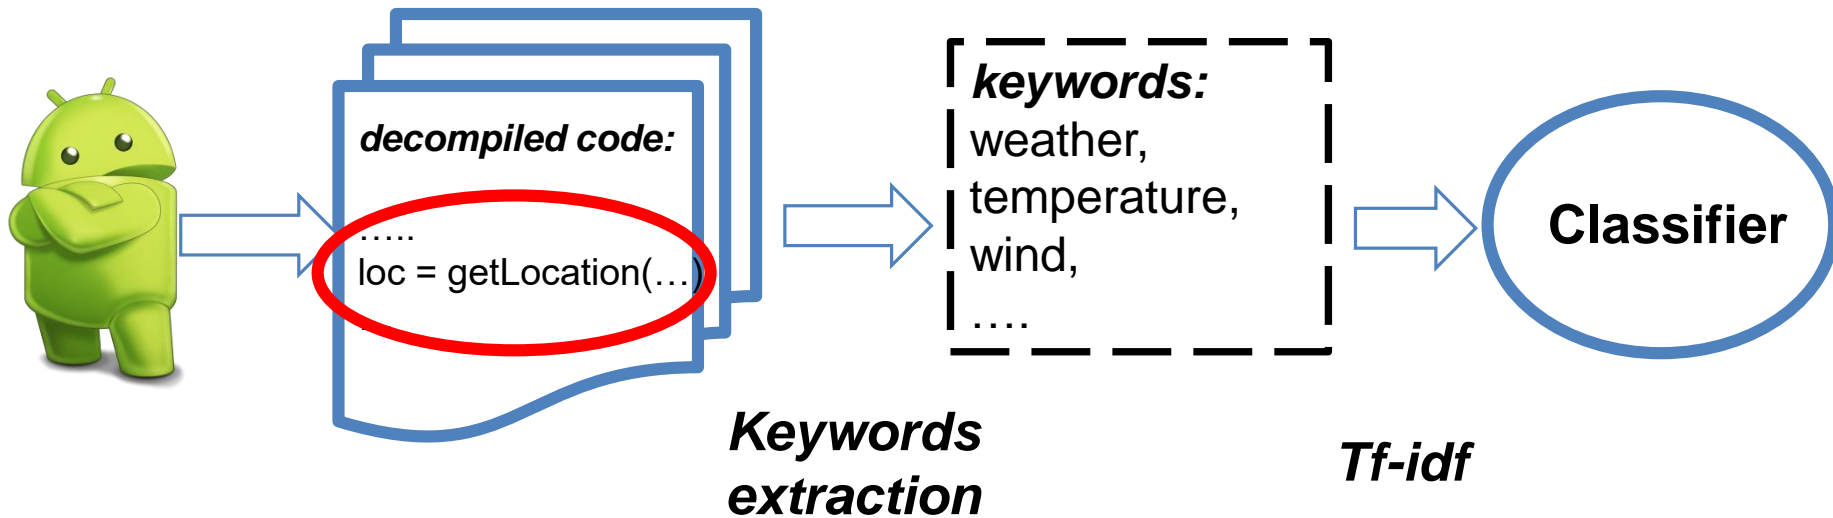 decompiled code:
…..
loc = getLocation(…)
keywords:
weather,
temperature,
wind,
….
Classifier
Keywords
extraction
Tf-idf